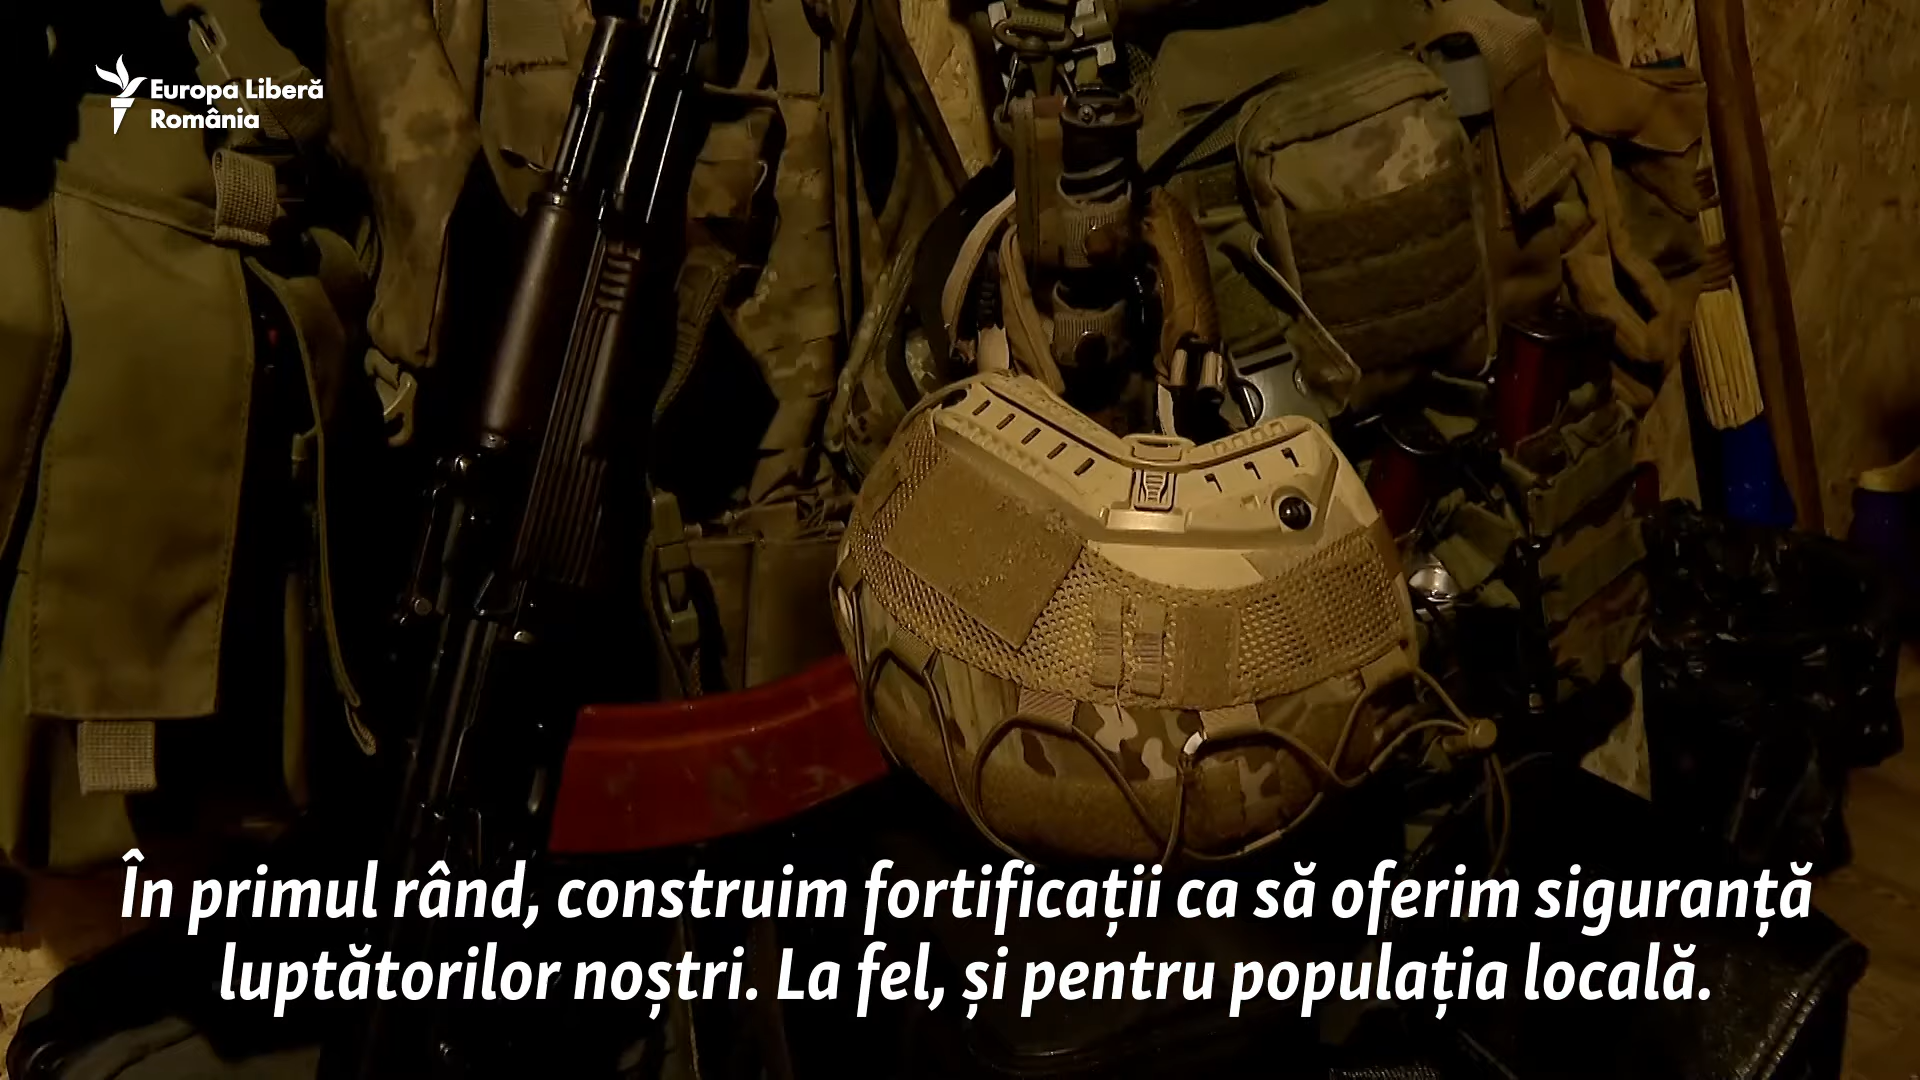 Europa Liberă
România
În primul rând, construim fortificații ca să oferim siguranță
luptătorilor noștri. La fel, și pentru populația locală.